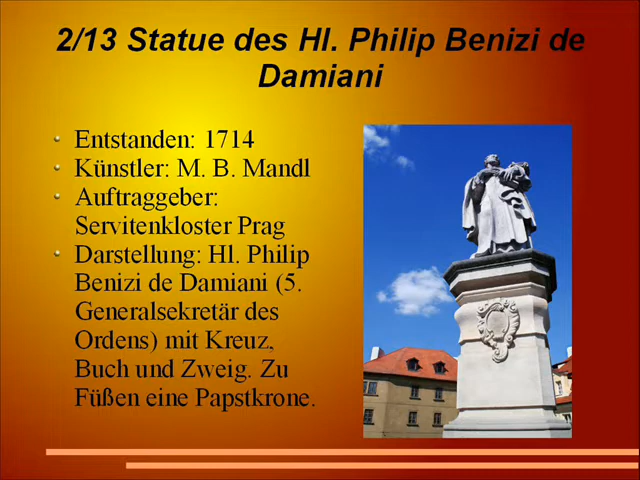 2/13 Statue des Hl. Philip Benizi de
Damiani
Entstanden: 1714
Künstler: M. B. Mandl
Auftraggeber:
Servitenkloster Prag
Darstellung: Hl. Philip
Benizi de Damiani (5.
Generalsekretär des
Ordens) mit Kreuz,
Buch und Zweig. Zu
Füßen eine Papstkrone.